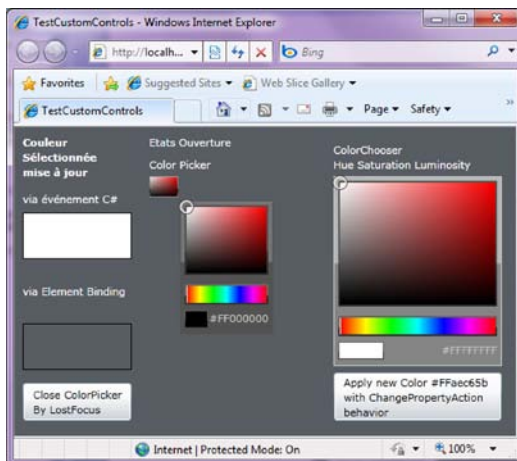 TestCustomControls - Windows Internet Explorer
http://localh...
Bing
Favorites
Suggested Sites
Web Slice Gallery
TestCustomControls
Page
Safety
»
Couleur
Sélectionnée
mise à jour
via événement C#
via Element Binding
Close ColorPicker
By LostFocus
Etats Ouverture
Color Picker
#FF000000
ColorChooser
Hue Saturation Luminosity
#FFFFFFFF
Apply new Color #FFaec65b
with ChangePropertyAction
behavior
Internet | Protected Mode: On
100%